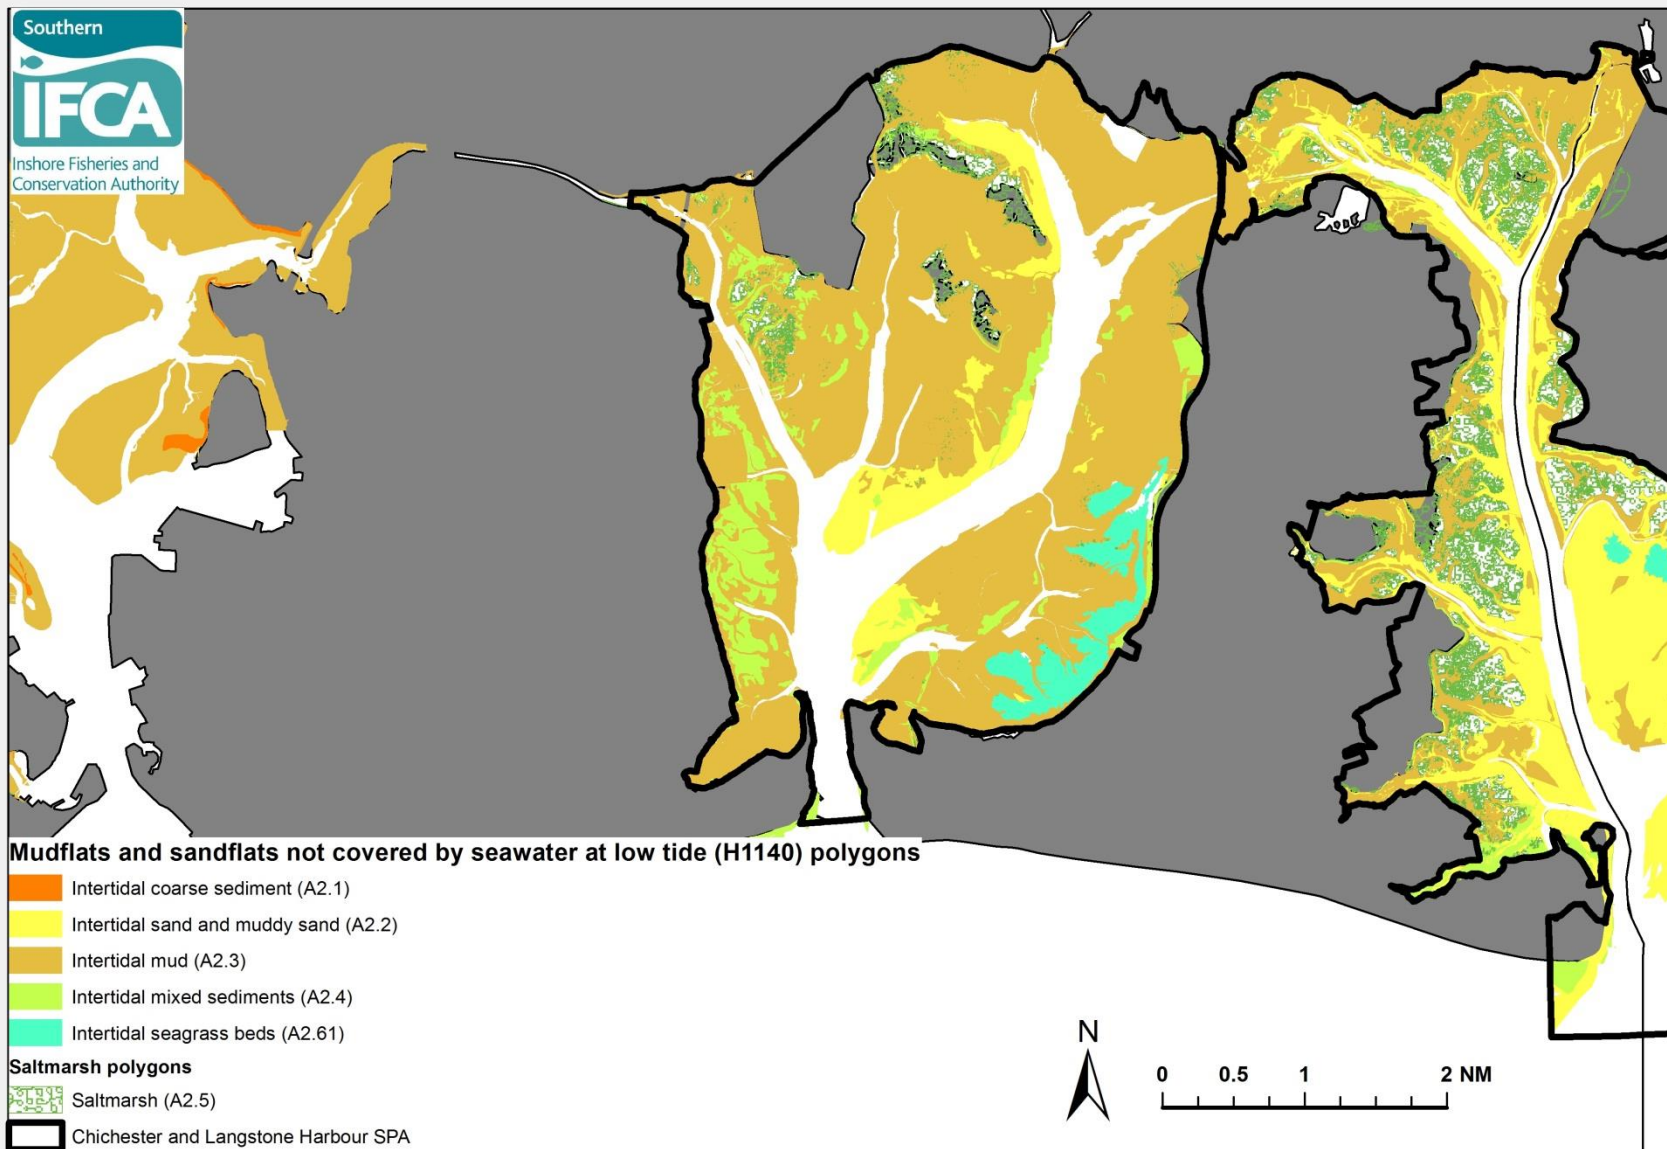 Southern
IFCA
Inshore Fisheries and
Conservation Authority
Mudflats and sandflats not covered by seawater at low tide (H1140) polygons
Intertidal coarse sediment (A2.1)
Intertidal sand and muddy sand (A2.2)
Intertidal mud (A2.3)
Intertidal mixed sediments (A2.4)
Intertidal seagrass beds (A2.61)
Saltmarsh polygons
Saltmarsh (A2.5)
Chichester and Langstone Harbour SPA
N
0 0.5 1 2 NM